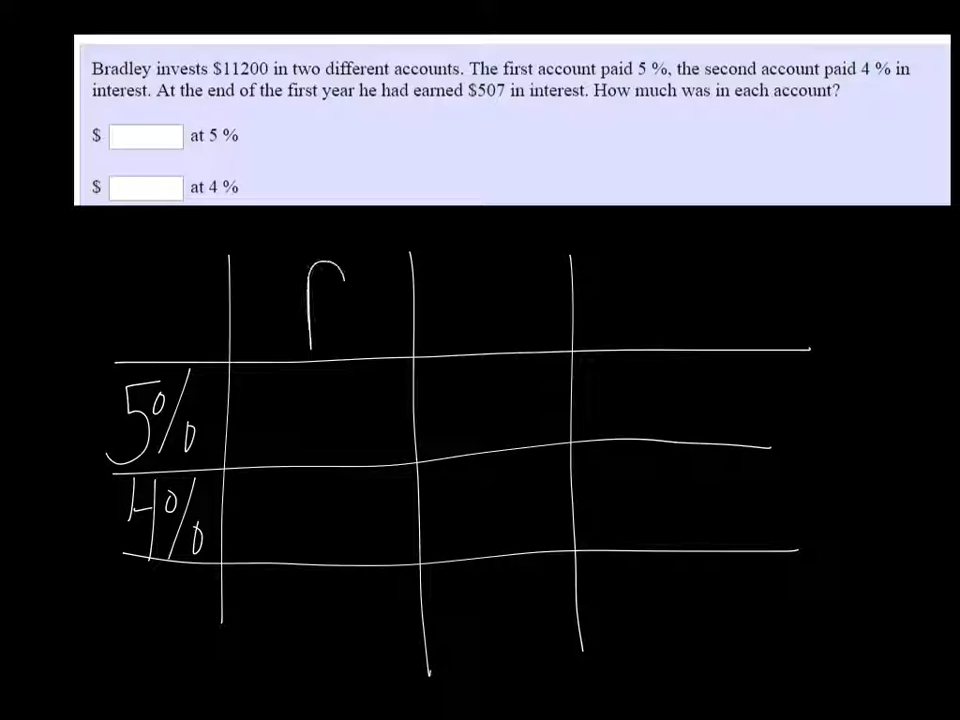 Bradley invests $11200 in two different accounts. The first account paid 5 %, the second account paid 4 % in
interest. At the end of the first year he had earned $507 in interest. How much was in each account?
$ at 5 %
$ at 4 %
5%
4%